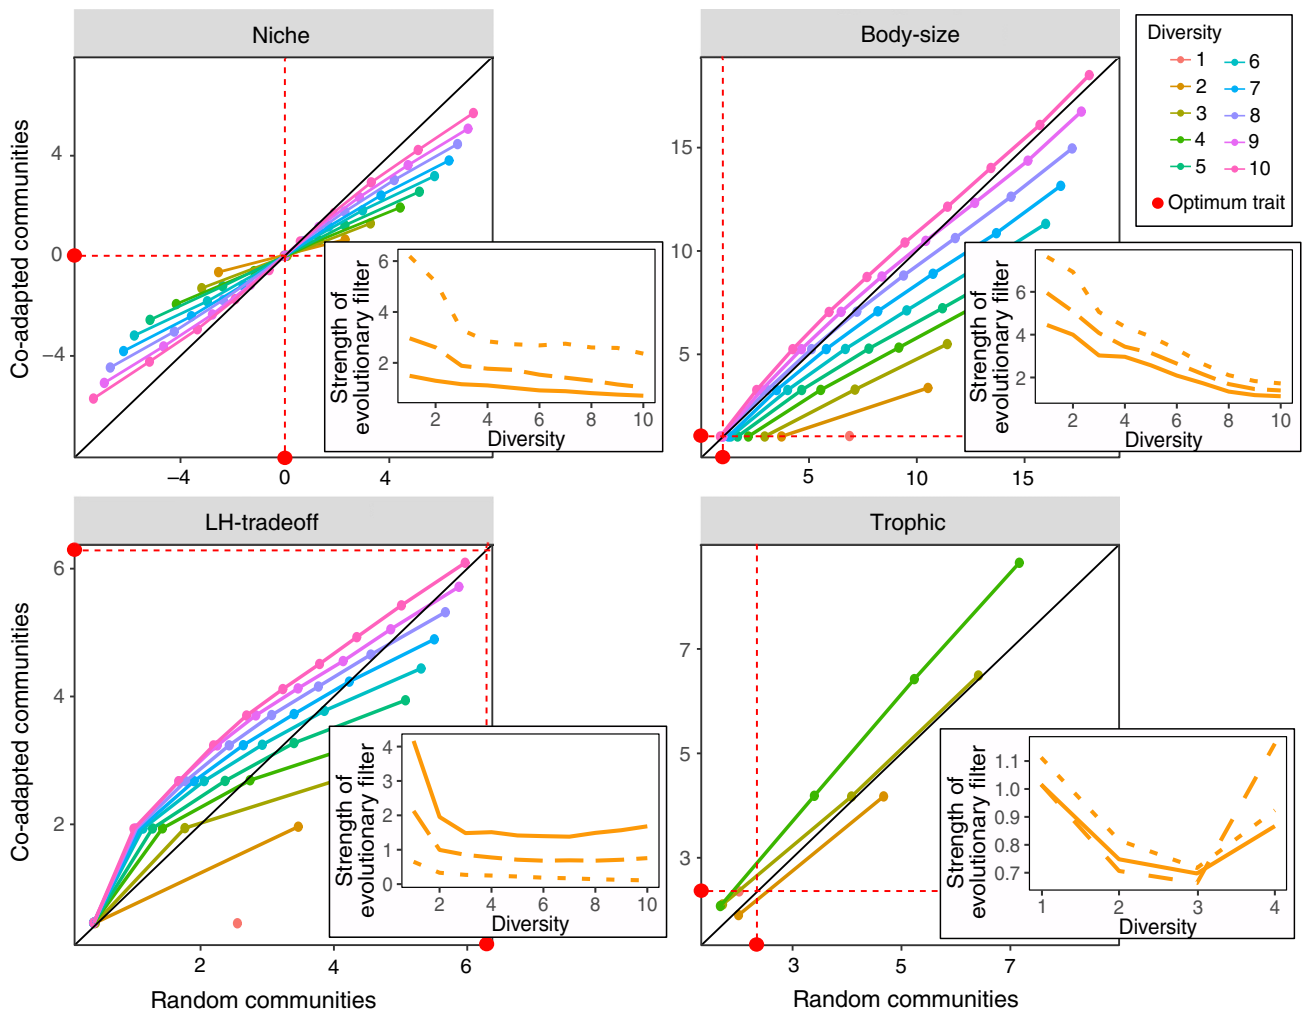 Niche
Body-size
Diversity
1 6
2 7
3 8
4 9
5 10
Optimum trait
Co-adapted communities
4
0
−4
−4 0 4
Strength of
evolutionary filter
6
4
2
2 4 6 8 10
Diversity
15
10
5
5 10 15
Strength of
evolutionary filter
6
4
2
2 4 6 8 10
Diversity
LH-tradeoff
Trophic
Co-adapted communities
6
4
2
2 4 6
Random communities
Strength of
evolutionary filter
4
3
2
1
0
2 4 6 8 10
Diversity
7
5
3
3 5 7
Random communities
Strength of
evolutionary filter
1.1
1.0
0.9
0.8
0.7
1 2 3 4
Diversity